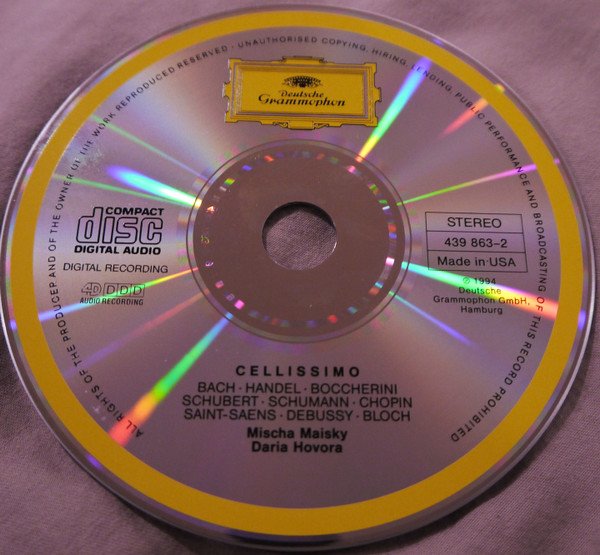 ALL RIGHTS OF THE PRODUCER AND OF THE OWNER OF THE WORK REPRODUCED RESERVED · UNAUTHORISED COPYING, HIRING, LENDING, PUBLIC PERFORMANCE AND BROADCASTING OF THIS RECORD PROHIBITED
Deutsche
Grammophon
COMPACT
disc
DIGITAL AUDIO
DIGITAL RECORDING
4D DDD
AUDIO RECORDING
STEREO
439 863-2
Made in USA
℗ 1994
Deutsche
Grammophon GmbH,
Hamburg
CELLISSIMO
BACH · HANDEL · BOCCHERINI
SCHUBERT · SCHUMANN · CHOPIN
SAINT-SAENS · DEBUSSY · BLOCH
Mischa Maisky
Daria Hovora